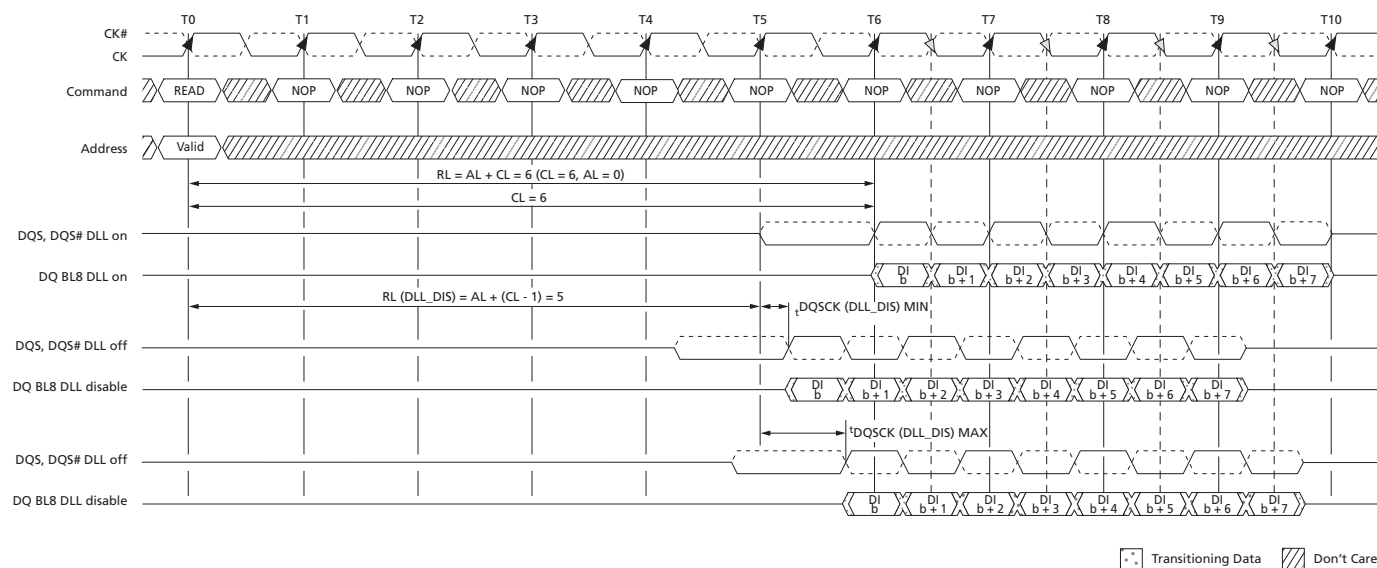 T0 T1 T2 T3 T4 T5 T6 T7 T8 T9 T10
CK#
CK
Command READ NOP NOP NOP NOP NOP NOP NOP NOP NOP NOP
Address Valid
RL = AL + CL = 6 (CL = 6, AL = 0)
CL = 6
DQS, DQS# DLL on
DQ BL8 DLL on DI b DI b + 1 DI b + 2 DI b + 3 DI b + 4 DI b + 5 DI b + 6 DI b + 7
RL (DLL_DIS) = AL + (CL - 1) = 5
tDQSCK (DLL_DIS) MIN
DQS, DQS# DLL off
DQ BL8 DLL disable DI b DI b + 1 DI b + 2 DI b + 3 DI b + 4 DI b + 5 DI b + 6 DI b + 7
tDQSCK (DLL_DIS) MAX
DQS, DQS# DLL off
DQ BL8 DLL disable DI b DI b + 1 DI b + 2 DI b + 3 DI b + 4 DI b + 5 DI b + 6 DI b + 7
Transitioning Data Don't Care